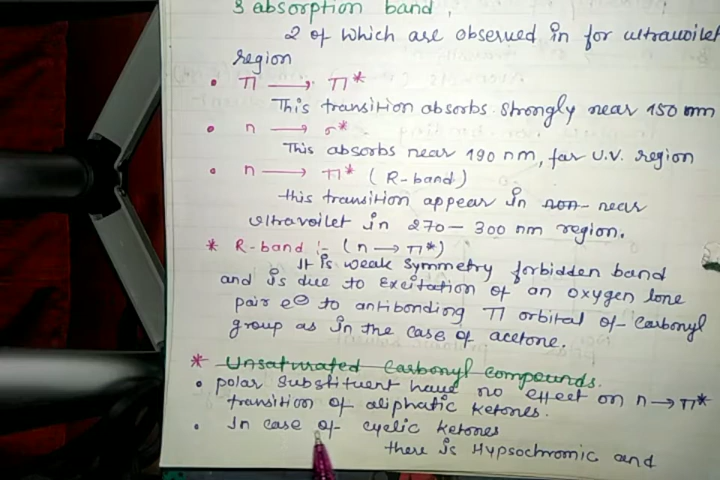 3 absorption band,
2 of which are observed in for ultravoilet
region
• π → π*
This transition absorbs strongly near 150 nm
• n → σ*
This absorbs near 190 nm, far U.V. region
• n → π* (R-band)
this transition appear in non- near
Ultravoilet in 270 – 300 nm region.
* R-band :- (n → π*)
It is weak symmetry forbidden band
and is due to excitation of an oxygen lone
pair e⊖ to antibonding π orbital of carbonyl
group as in the case of acetone.
* Unsaturated Carbonyl compounds.
• polar substituent have no effect on n → π*
transition of aliphatic ketones.
• In case of cyclic ketones
there is Hypsochromic and